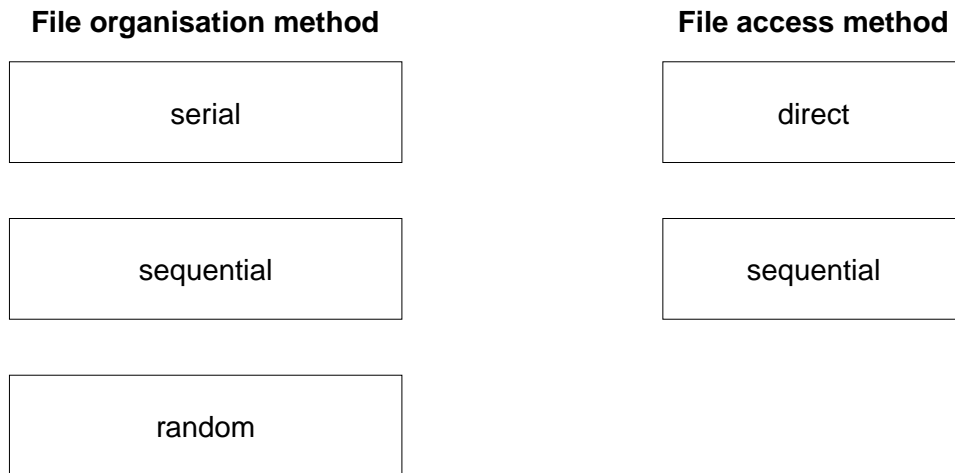 File organisation method
File access method
serial
direct
sequential
sequential
random